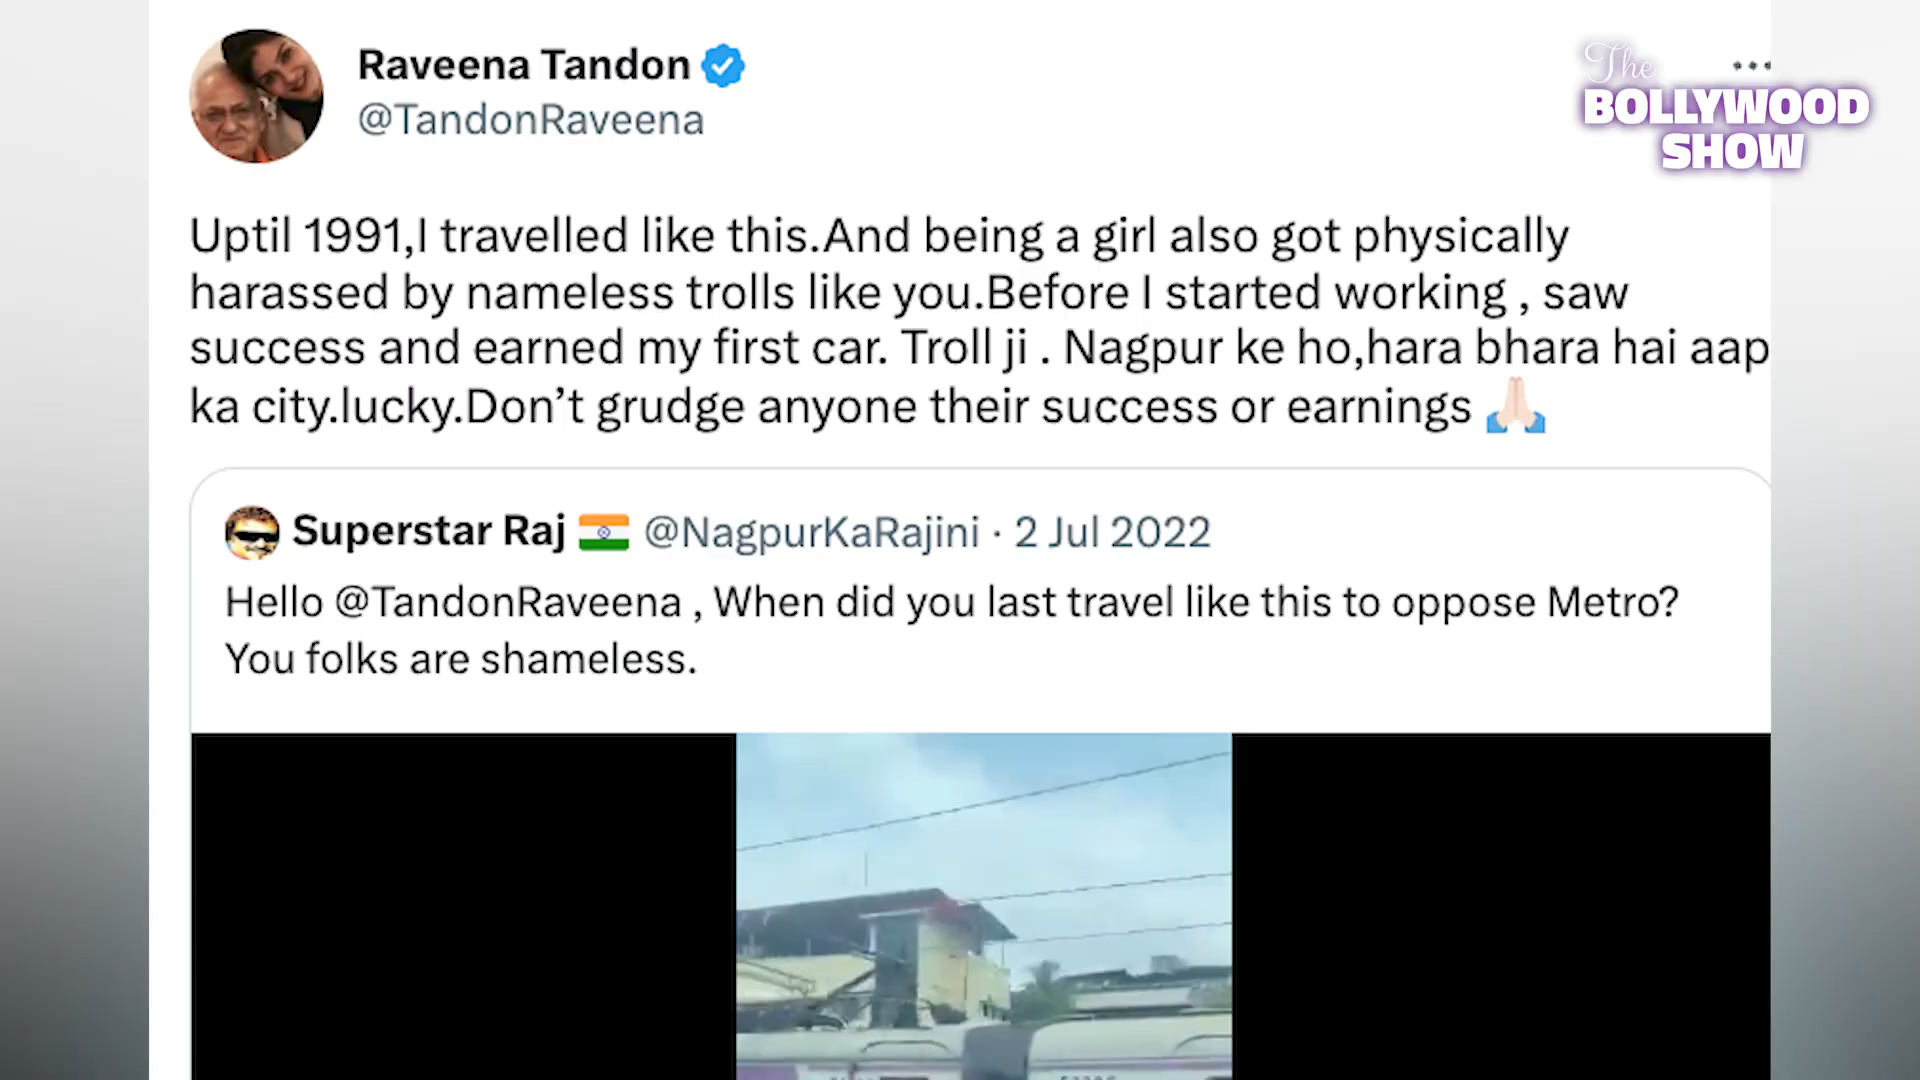 Raveena Tandon
@TandonRaveena
The
BOLLYWOOD
SHOW
Uptil 1991,I travelled like this.And being a girl also got physically
harassed by nameless trolls like you.Before I started working , saw
success and earned my first car. Troll ji . Nagpur ke ho,hara bhara hai aap
ka city.lucky.Don’t grudge anyone their success or earnings 🙏🏻
Superstar Raj 🇮🇳 @NagpurKaRajini · 2 Jul 2022
Hello @TandonRaveena , When did you last travel like this to oppose Metro?
You folks are shameless.